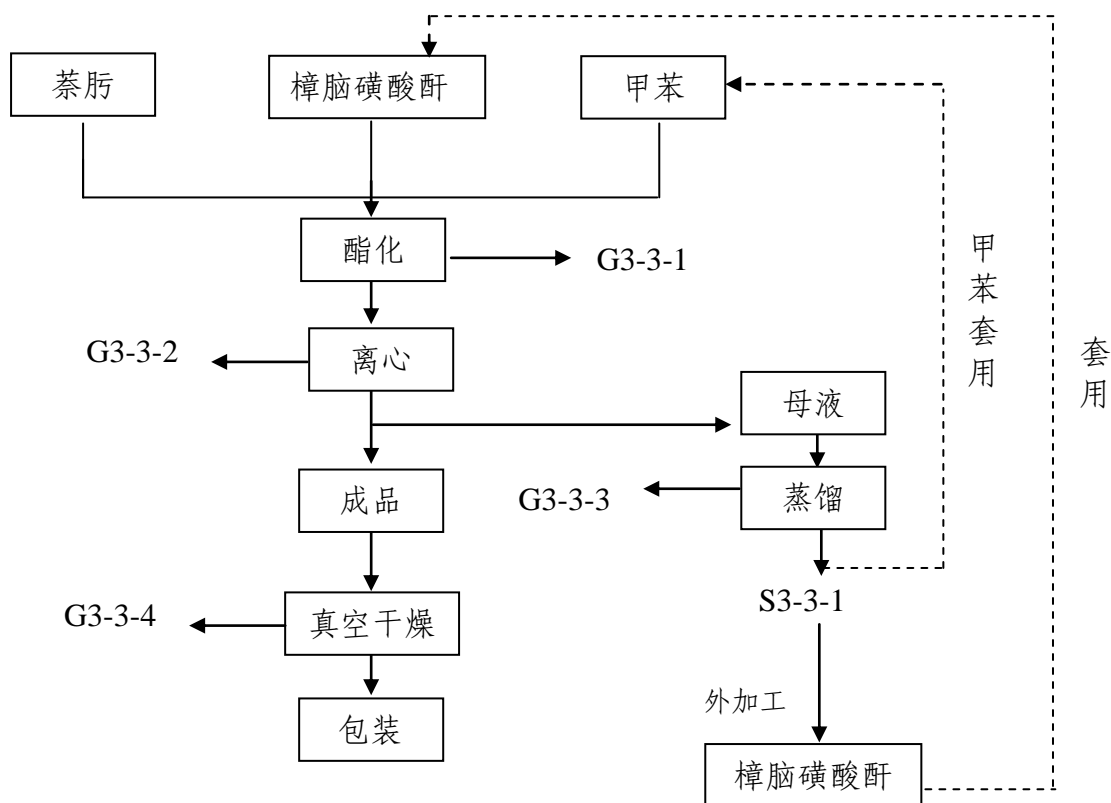 萘肟
樟脑磺酸酐
甲苯
酯化
G3-3-1
G3-3-2
离心
母液
甲苯套用
套用
成品
G3-3-3
蒸馏
G3-3-4
真空干燥
S3-3-1
包装
外加工
樟脑磺酸酐